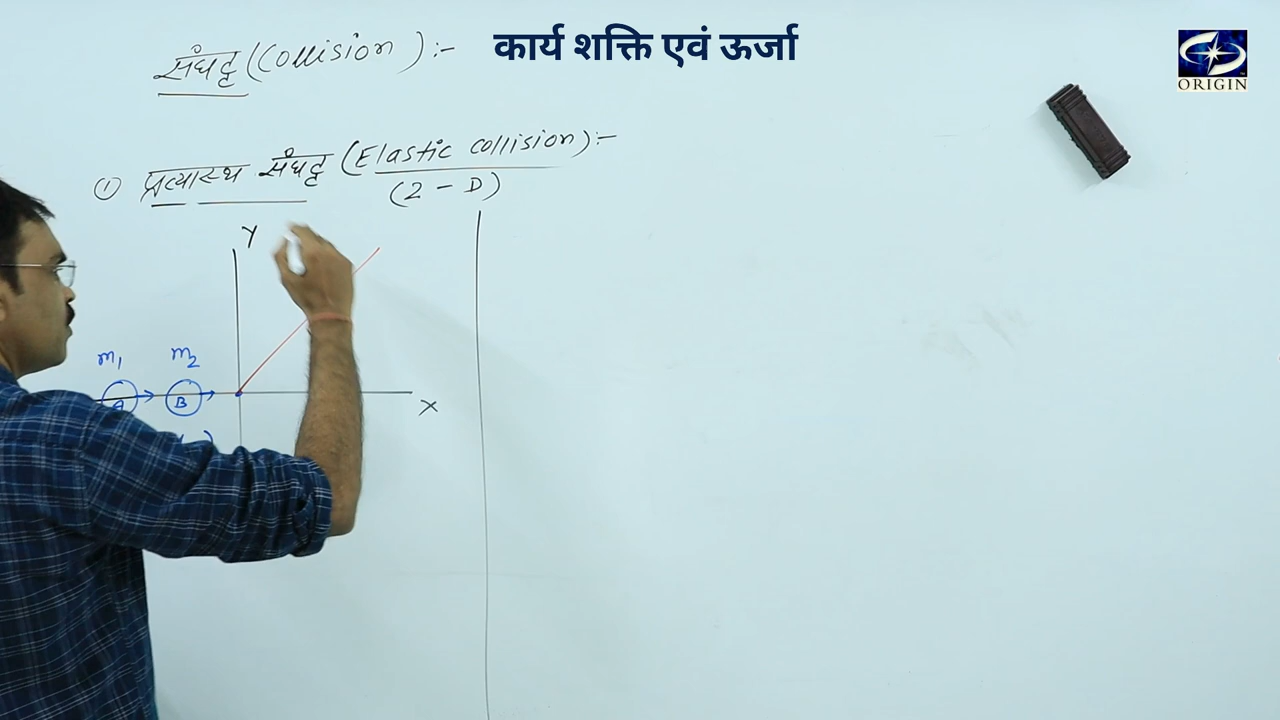 कार्य शक्ति एवं ऊर्जा
ORIGIN
संघट्ट (Collision) :-
① प्रत्यास्थ संघट्ट (Elastic collision) :-
(2 - D)
Y
m1 m2
A B
X